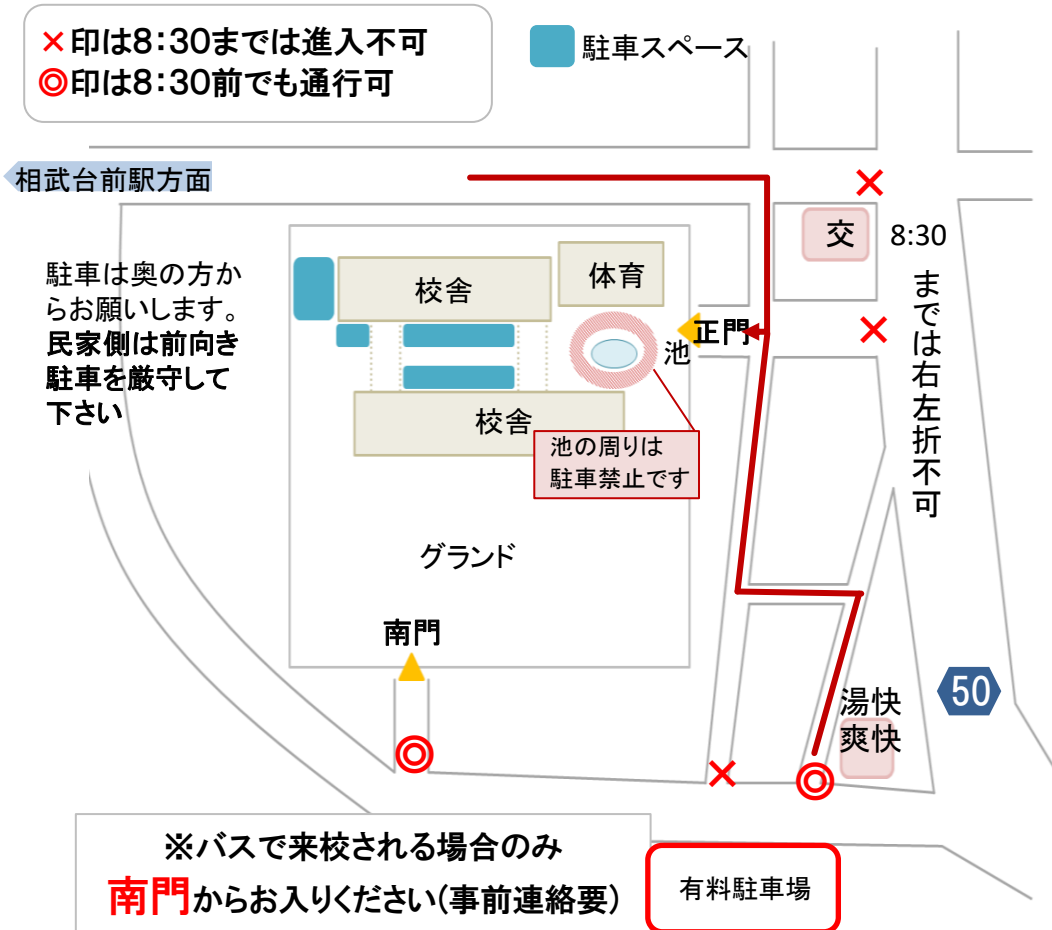 ×印は8:30までは進入不可
◎印は8:30前でも通行可
駐車スペース
相武台前駅方面
交
8:30
までは右左折不可
駐車は奥の方か
らお願いします。
民家側は前向き
駐車を厳守して
下さい
校舎
体育
正門
池
校舎
池の周りは
駐車禁止です
グランド
南門
50
湯快
爽快
※バスで来校される場合のみ
南門からお入りください(事前連絡要)
有料駐車場